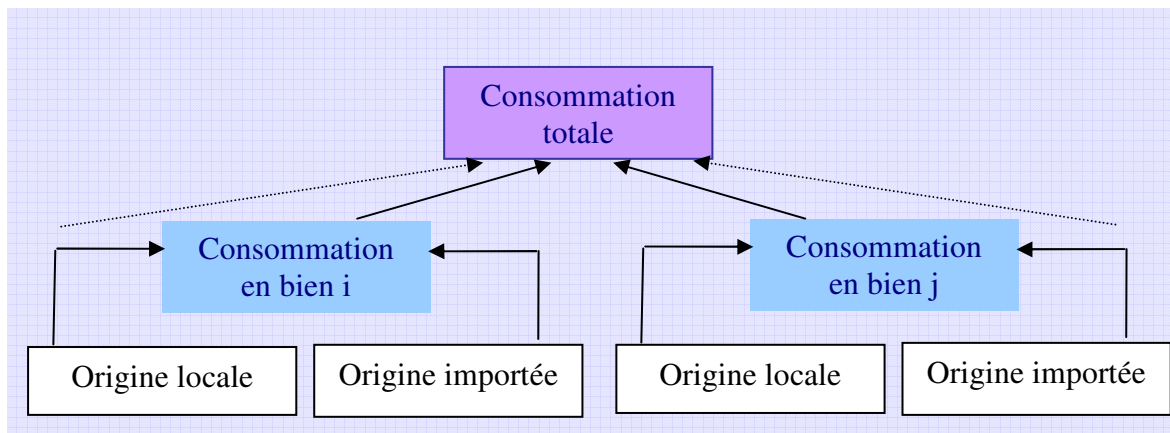 Consommation
totale
Consommation
en bien i
Consommation
en bien j
Origine locale
Origine importée
Origine locale
Origine importée